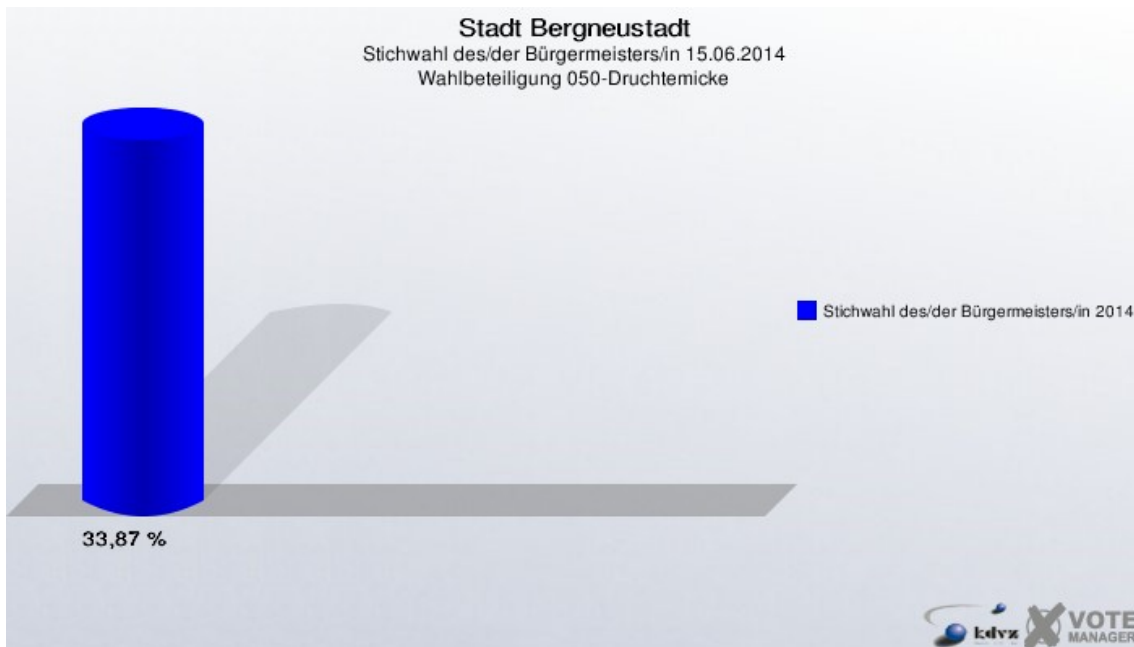 Stadt Bergneustadt
Stichwahl des/der Bürgermeisters/in 15.06.2014
Wahlbeteiligung 050-Druchtemicke
Stichwahl des/der Bürgermeisters/in 2014
33,87 %
kdvz
VOTE
MANAGER